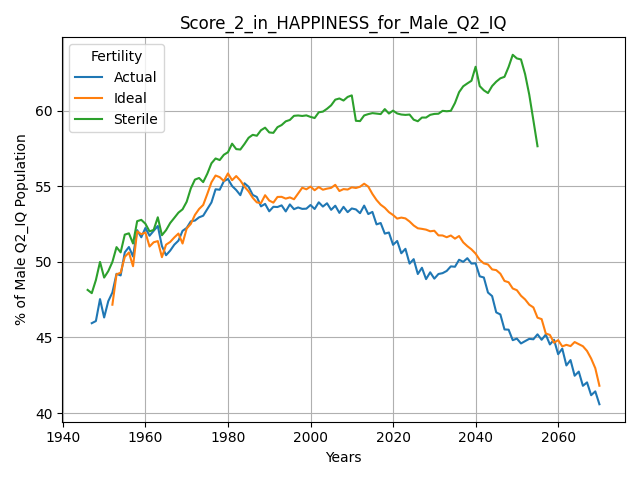 Score_2_in_HAPPINESS_for_Male_Q2_IQ
Fertility
Actual
Ideal
Sterile
% of Male Q2_IQ Population
60
55
50
45
40
1940
1960
1980
2000
2020
2040
2060
Years